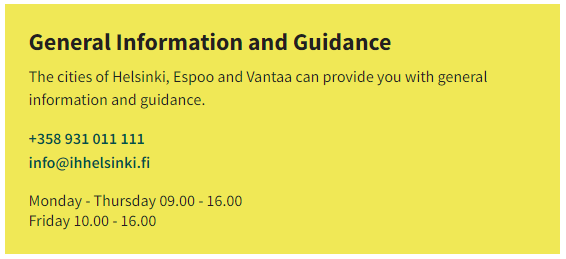 General Information and Guidance
The cities of Helsinki, Espoo and Vantaa can provide you with general
information and guidance.
+358 931 011 111
info@ihhelsinki.fi
Monday - Thursday 09.00 - 16.00
Friday 10.00 - 16.00